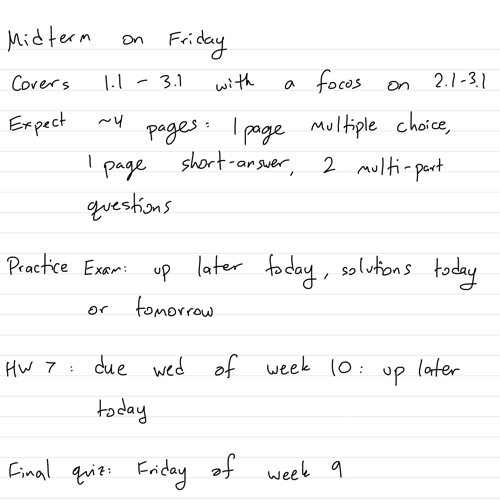 Midterm on Friday
Covers 1.1 - 3.1 with a focus on 2.1-3.1
Expect ~4 pages: 1 page multiple choice,
1 page short-answer, 2 multi-part
questions
Practice Exam: up later today, solutions today
or tomorrow
HW 7: due wed of week 10: up later
today
Final quiz: Friday of week 9